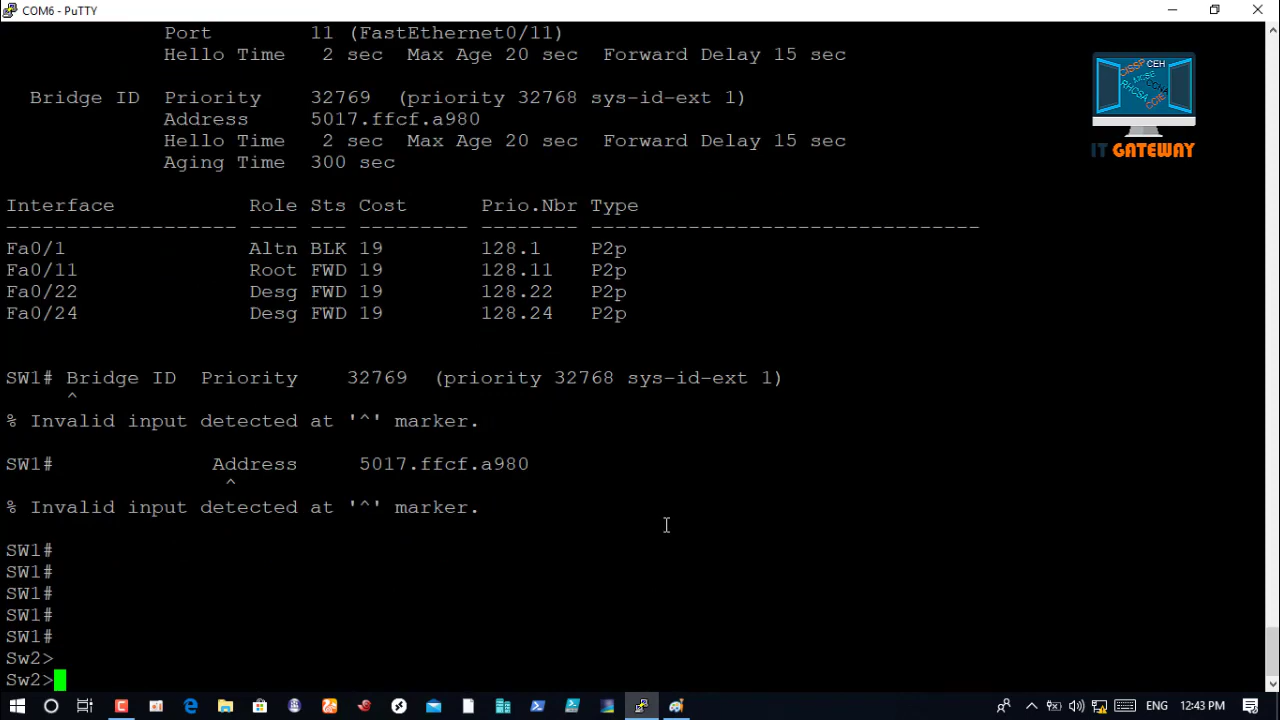 COM6 - PuTTY
Port 11 (FastEthernet0/11)
Hello Time 2 sec Max Age 20 sec Forward Delay 15 sec
Bridge ID Priority 32769 (priority 32768 sys-id-ext 1)
Address 5017.ffcf.a980
Hello Time 2 sec Max Age 20 sec Forward Delay 15 sec
Aging Time 300 sec
Interface Role Sts Cost Prio.Nbr Type
------------------- ---- --- --------- -------- --------------------------------
Fa0/1 Altn BLK 19 128.1 P2p
Fa0/11 Root FWD 19 128.11 P2p
Fa0/22 Desg FWD 19 128.22 P2p
Fa0/24 Desg FWD 19 128.24 P2p
SW1# Bridge ID Priority 32769 (priority 32768 sys-id-ext 1)
^
% Invalid input detected at '^' marker.
SW1# Address 5017.ffcf.a980
^
% Invalid input detected at '^' marker.
SW1#
SW1#
SW1#
SW1#
SW1#
Sw2>
Sw2>
CISSP CEH
MCSE
RHCSA
CCIE
IT GATEWAY
ENG 12:43 PM